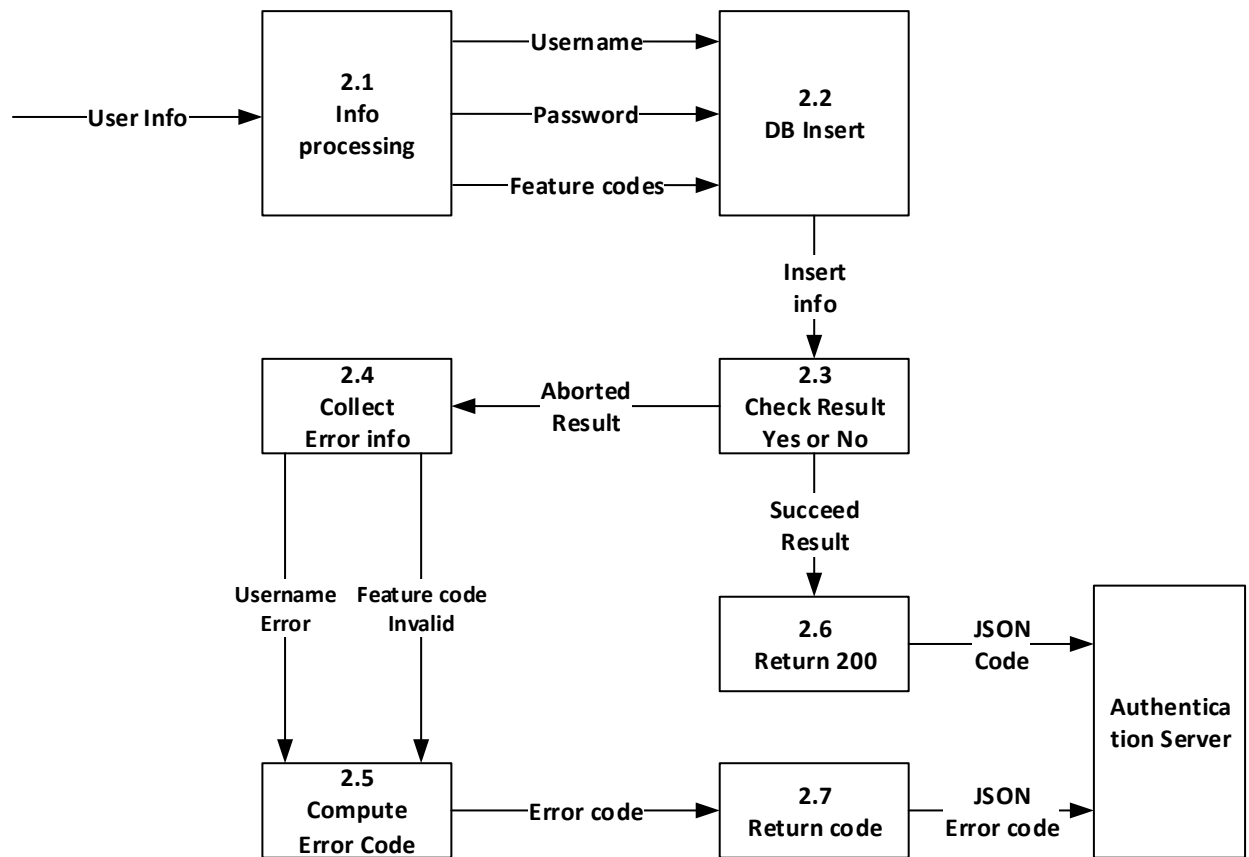 Username
2.1
Info
processing
2.2
DB Insert
User Info
Password
Feature codes
Insert
info
2.4
Collect
Error info
Aborted
Result
2.3
Check Result
Yes or No
Succeed
Result
Username
Error
Feature code
Invalid
2.6
Return 200
JSON
Code
Authentica
tion Server
2.5
Compute
Error Code
Error code
2.7
Return code
JSON
Error code